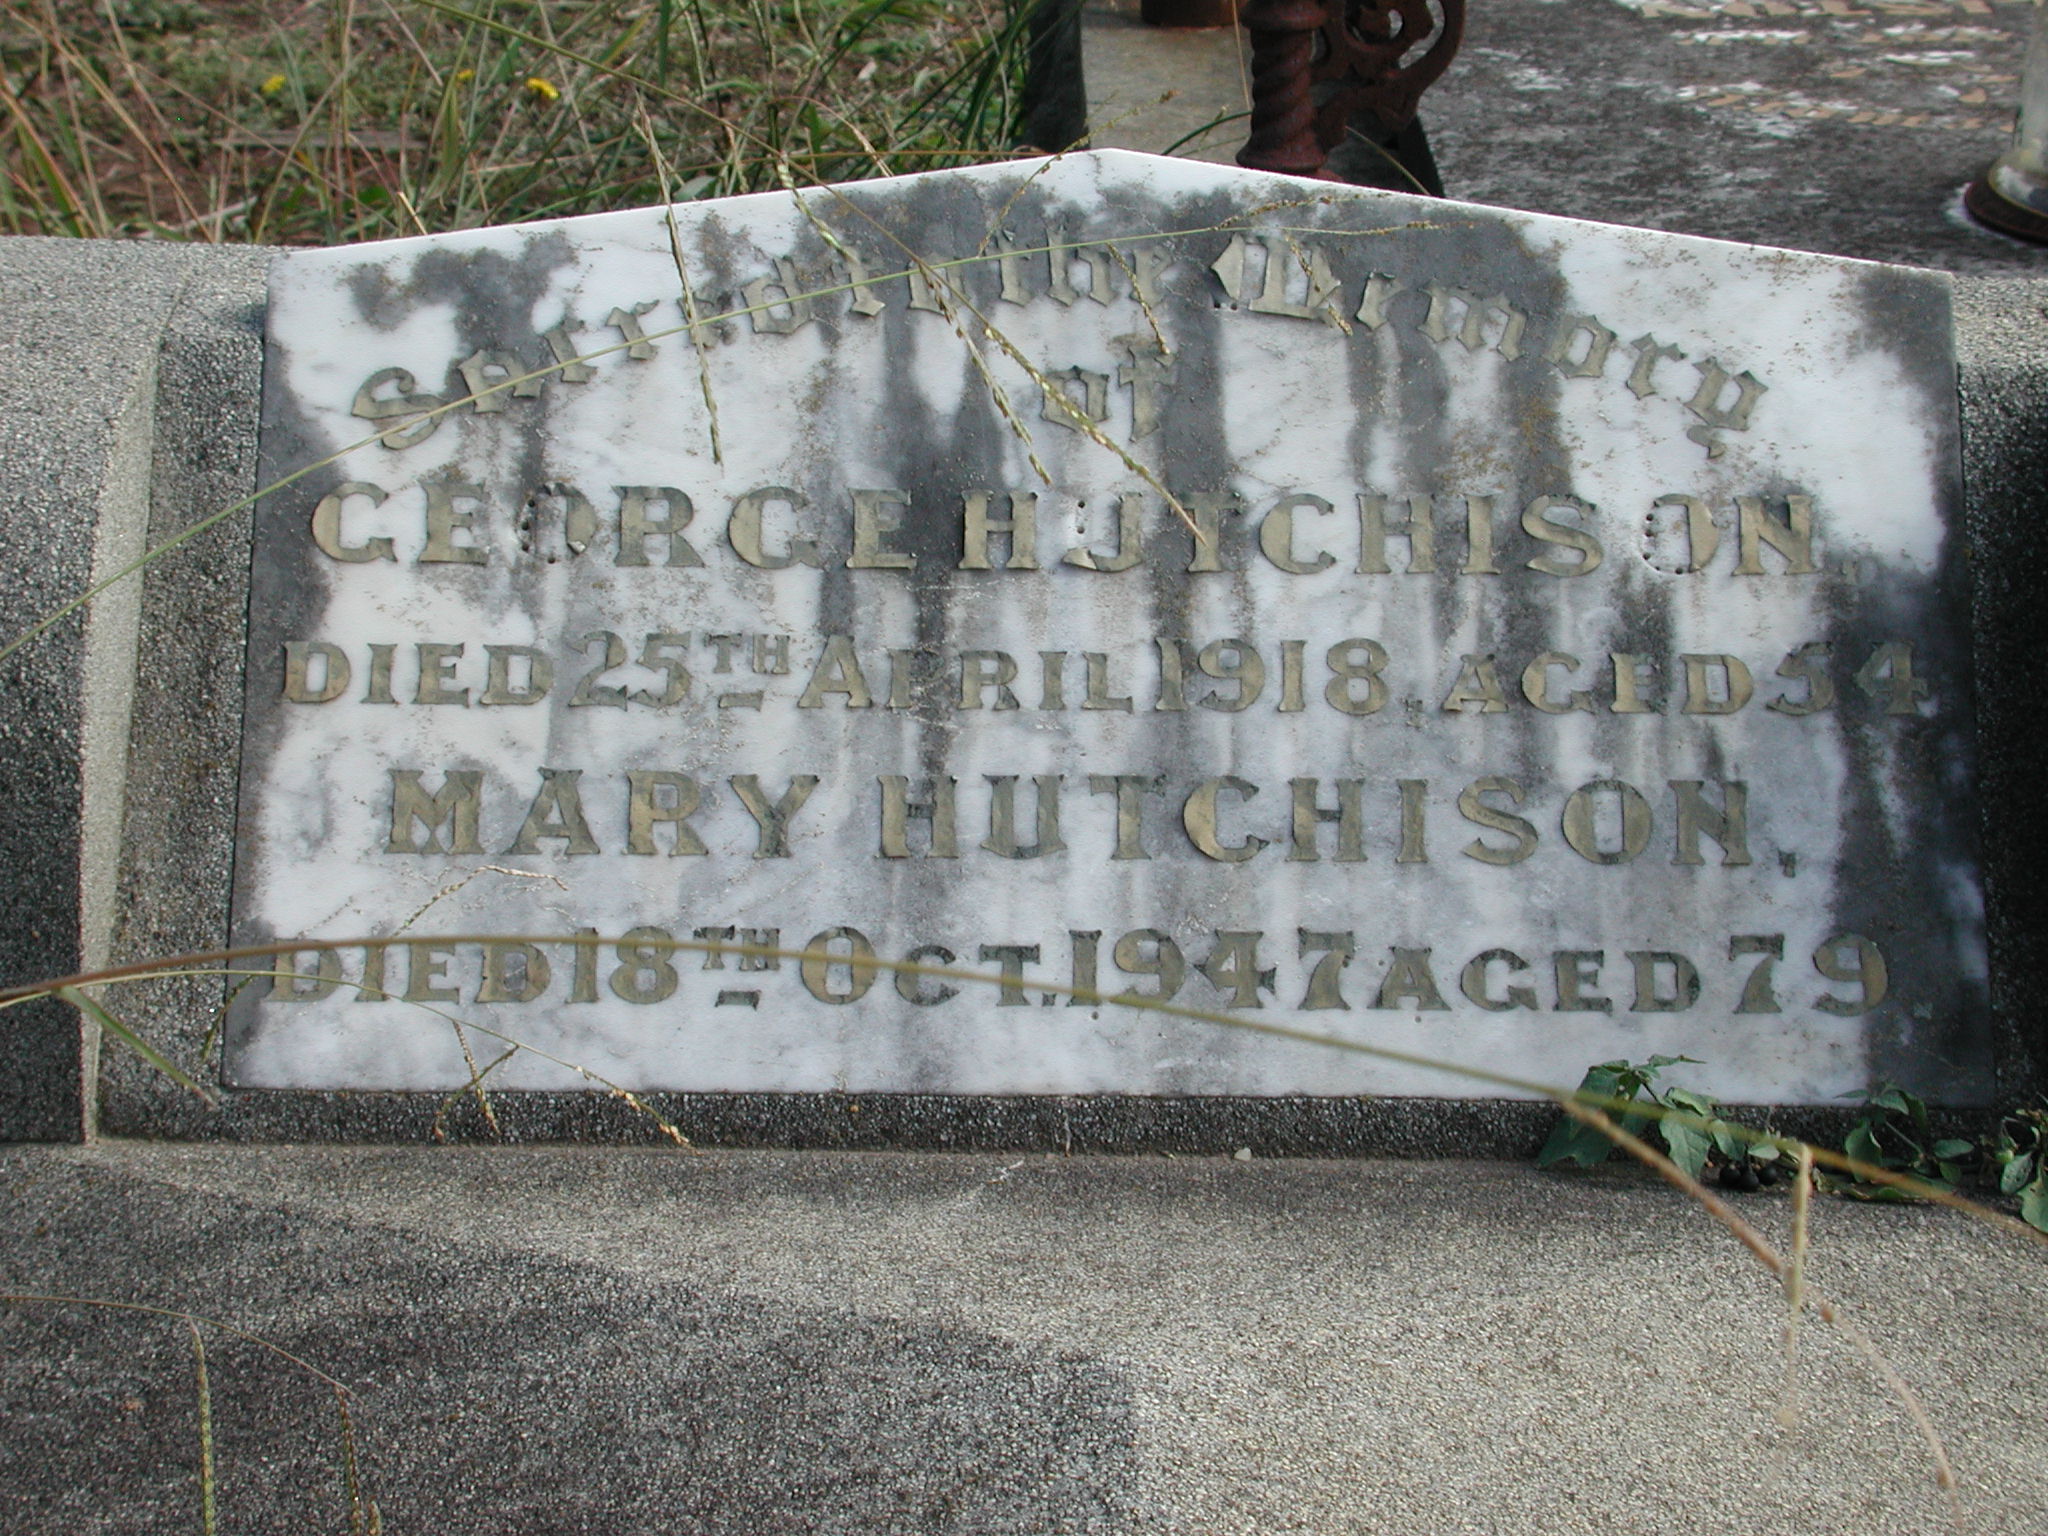 Sacred to the Memory
of
GEORGE HUTCHISON,
DIED 25TH APRIL 1918. AGED 54
MARY HUTCHISON,
DIED 18TH OCT. 1947 AGED 79